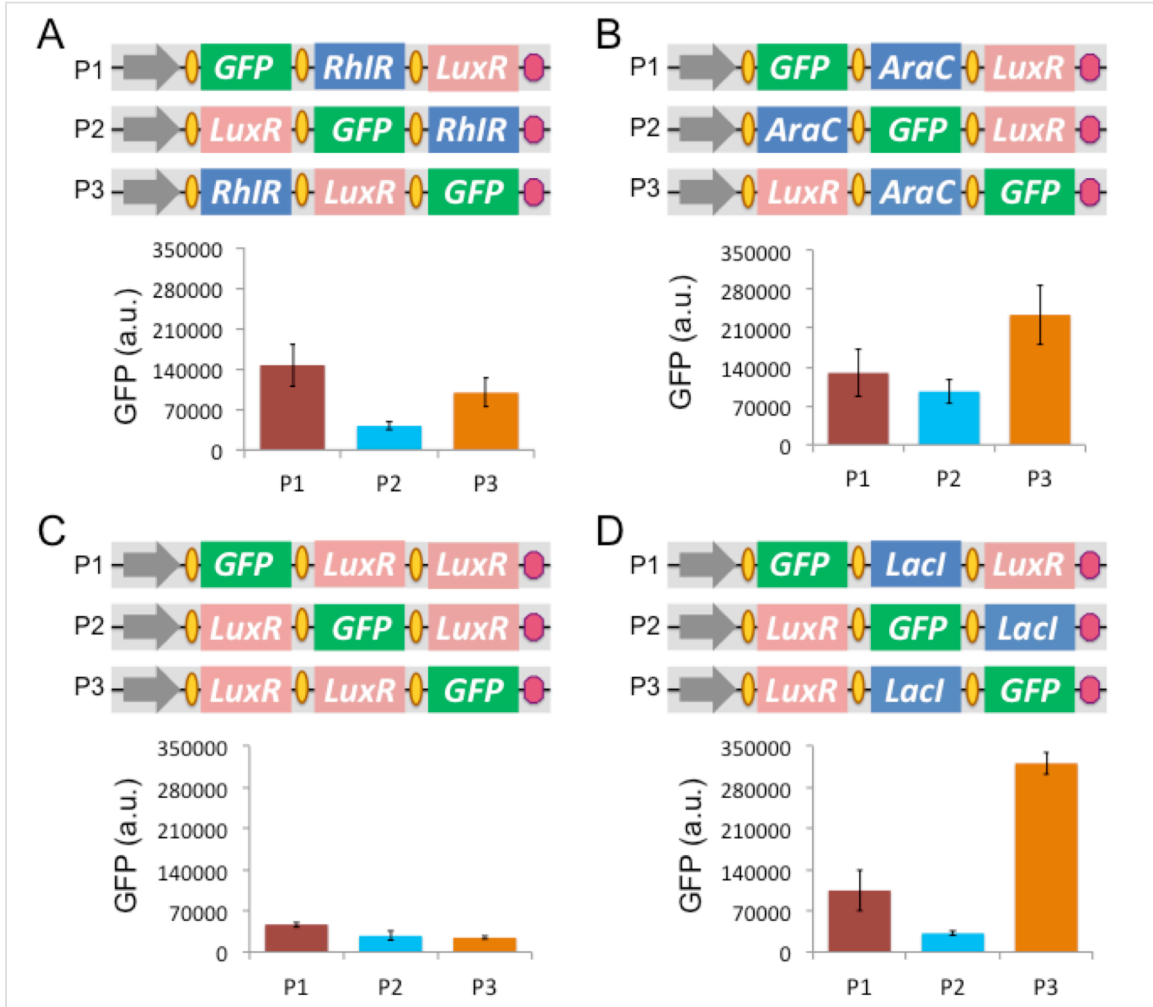 A
P1 GFP RhlR LuxR
P2 LuxR GFP RhlR
P3 RhlR LuxR GFP
GFP (a.u.)
350000
280000
210000
140000
70000
0
P1 P2 P3
B
P1 GFP AraC LuxR
P2 AraC GFP LuxR
P3 LuxR AraC GFP
GFP (a.u.)
350000
280000
210000
140000
70000
0
P1 P2 P3
C
P1 GFP LuxR LuxR
P2 LuxR GFP LuxR
P3 LuxR LuxR GFP
GFP (a.u.)
350000
280000
210000
140000
70000
0
P1 P2 P3
D
P1 GFP LacI LuxR
P2 LuxR GFP LacI
P3 LuxR LacI GFP
GFP (a.u.)
350000
280000
210000
140000
70000
0
P1 P2 P3